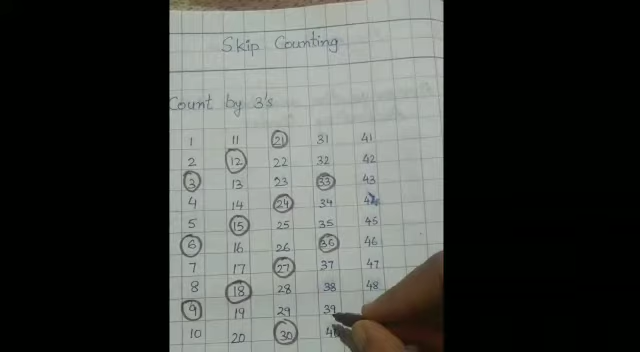 Skip Counting
Count by 3's
1 11 21 31 41
2 12 22 32 42
3 13 23 33 43
4 14 24 34
5 15 25 35 45
6 16 26 36 46
7 17 27 37 47
8 18 28 38 48
9 19 29 39
10 20 30